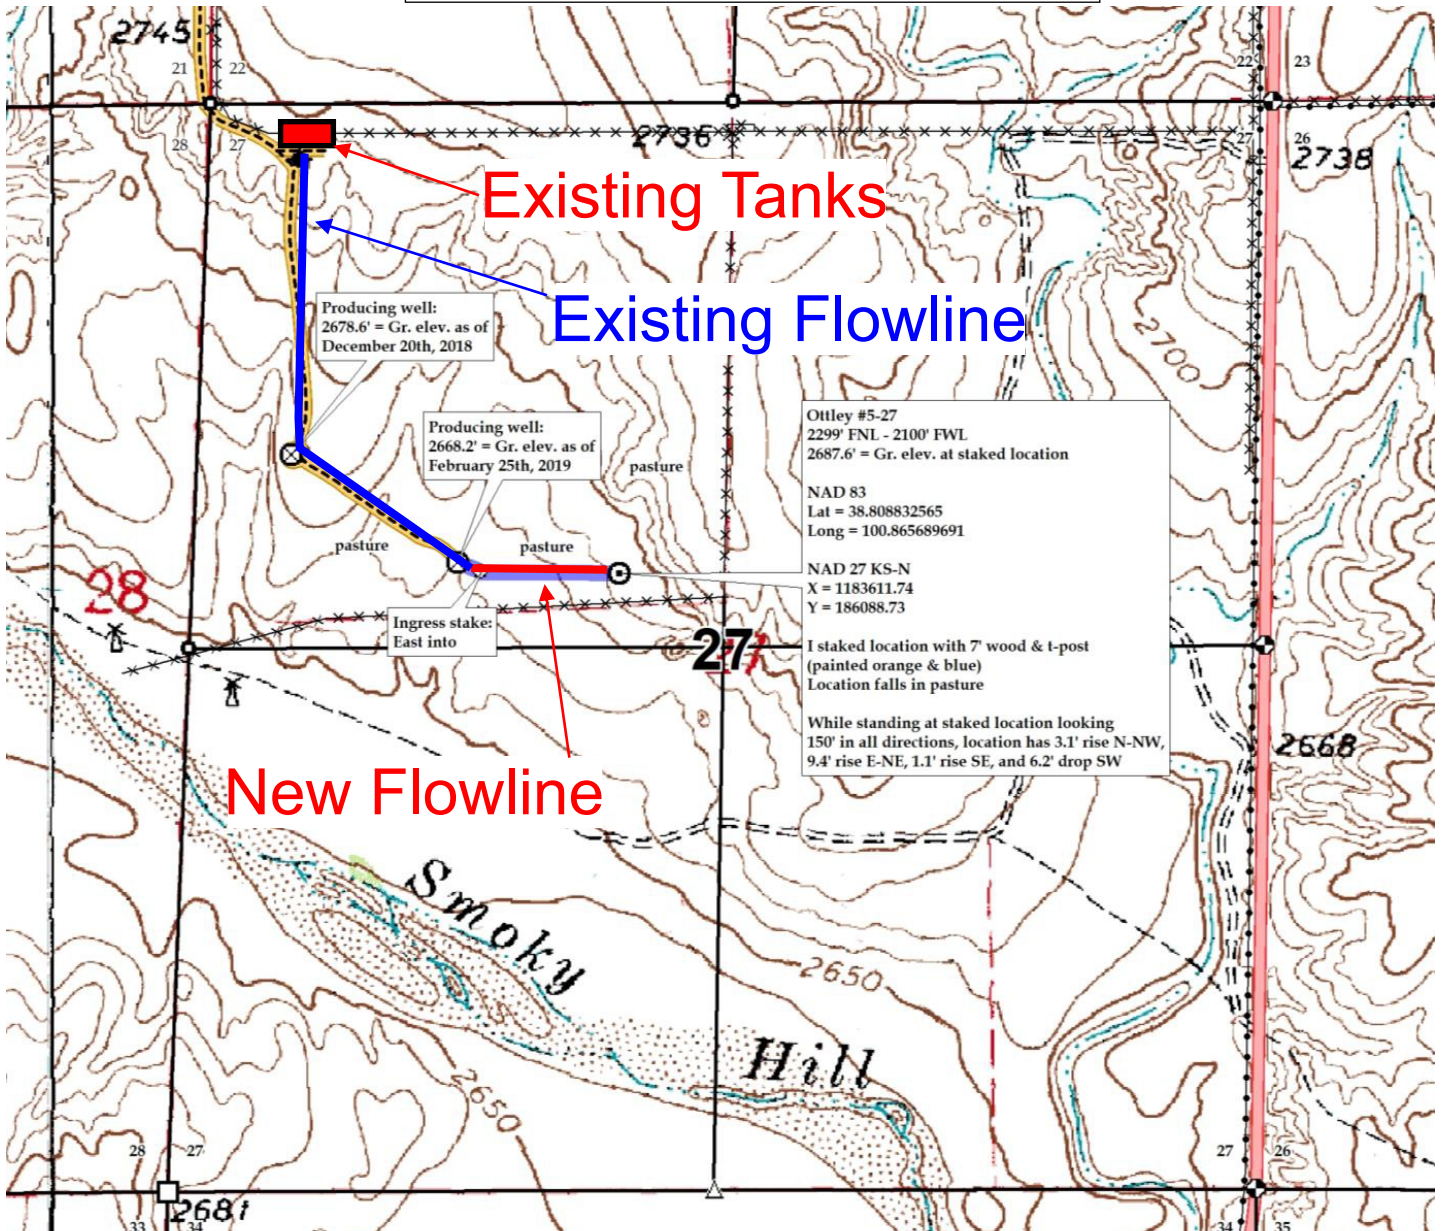 2745
21
22
22
23
28
27
2736
27
26
2738
Existing Tanks
Existing Flowline
Producing well:
2678.6' = Gr. elev. as of
December 20th, 2018
2700
Producing well:
2668.2' = Gr. elev. as of
February 25th, 2019
pasture
pasture
pasture
Ottley #5-27
2299' FNL - 2100' FWL
2687.6' = Gr. elev. at staked location
NAD 83
Lat = 38.808832565
Long = 100.865689691
NAD 27 KS-N
X = 1183611.74
Y = 186088.73
I staked location with 7' wood & t-post
(painted orange & blue)
Location falls in pasture
While standing at staked location looking
150' in all directions, location has 3.1' rise N-NW,
9.4' rise E-NE, 1.1' rise SE, and 6.2' drop SW
28
Ingress stake:
East into
27
2668
New Flowline
Smoky
Hill
2650
2650
28
27
27
26
2681
33
34
34
35